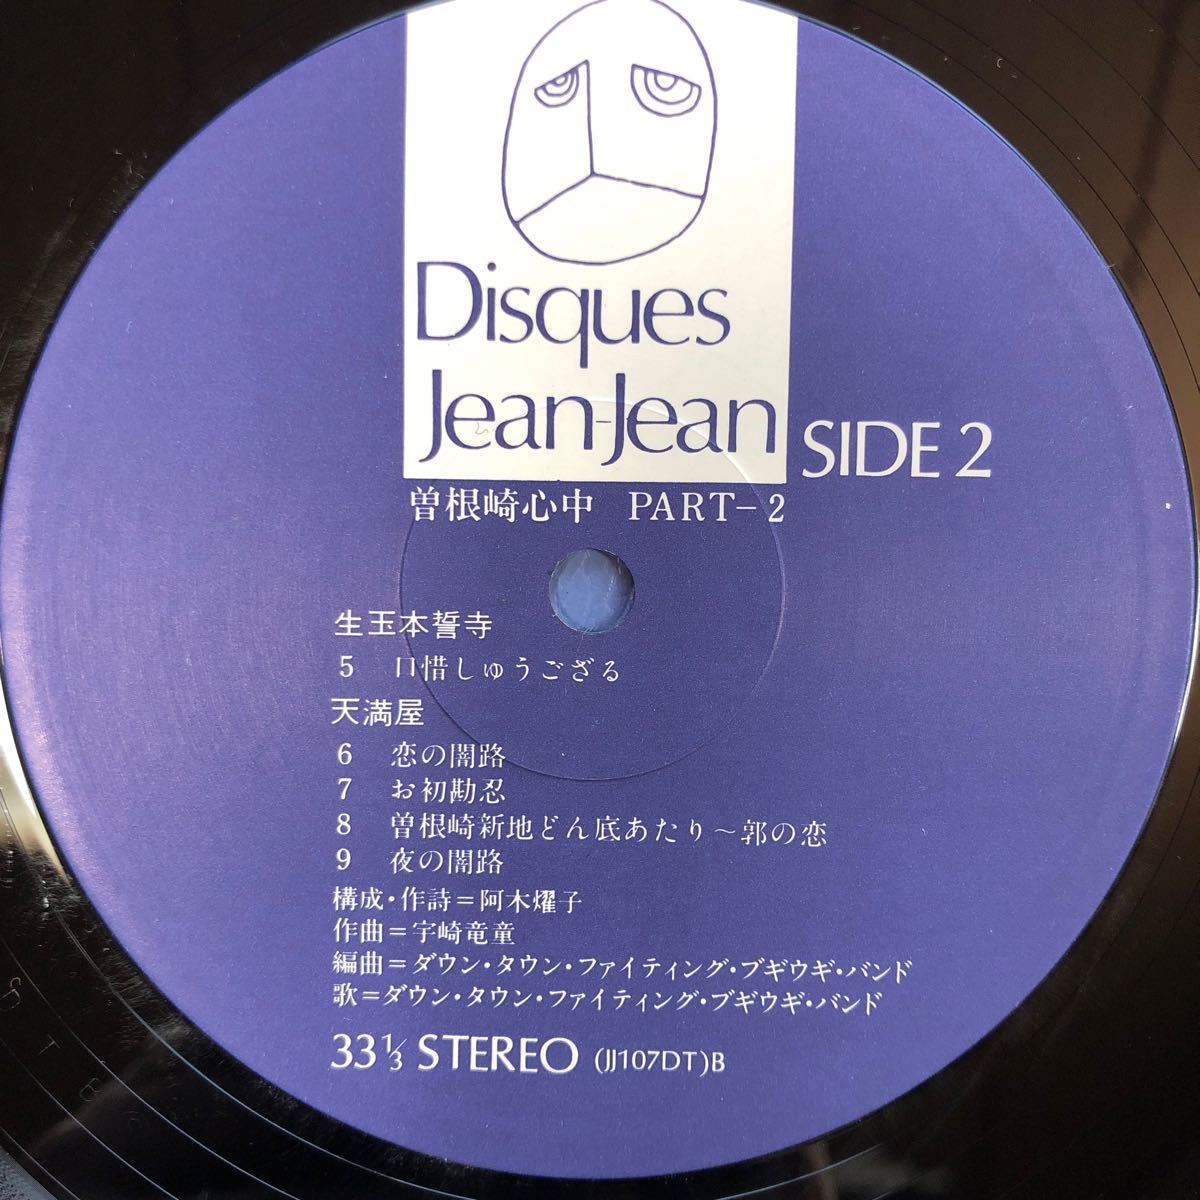 Disques
Jean-Jean SIDE 2
曽根崎心中 PART-2
生玉本誓寺
5 口惜しゅうござる
天満屋
6 恋の闇路
7 お初勘忍
8 曽根崎新地どん底あたり～郭の恋
9 夜の闇路
構成・作詩＝阿木燿子
作曲＝宇崎竜童
編曲＝ダウン・タウン・ファイティング・ブギウギ・バンド
歌＝ダウン・タウン・ファイティング・ブギウギ・バンド
33⅓ STEREO (JJ107DT)B